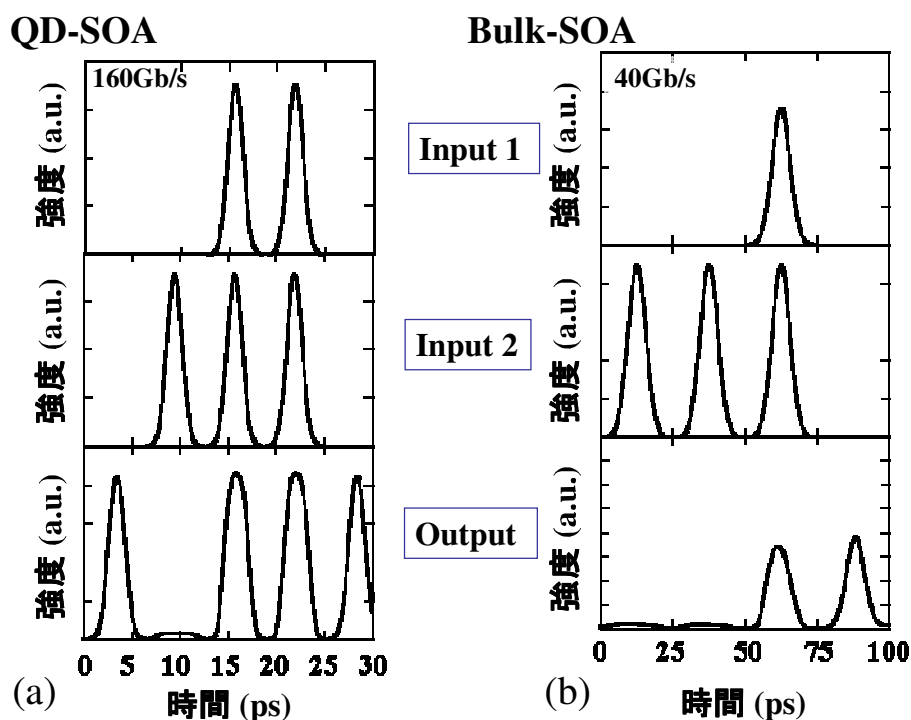 QD-SOA
Bulk-SOA
160Gb/s
40Gb/s
強度 (a.u.)
Input 1
強度 (a.u.)
強度 (a.u.)
Input 2
強度 (a.u.)
強度 (a.u.)
Output
強度 (a.u.)
0 5 10 15 20 25 30
0 25 50 75 100
(a)
時間 (ps)
(b)
時間 (ps)